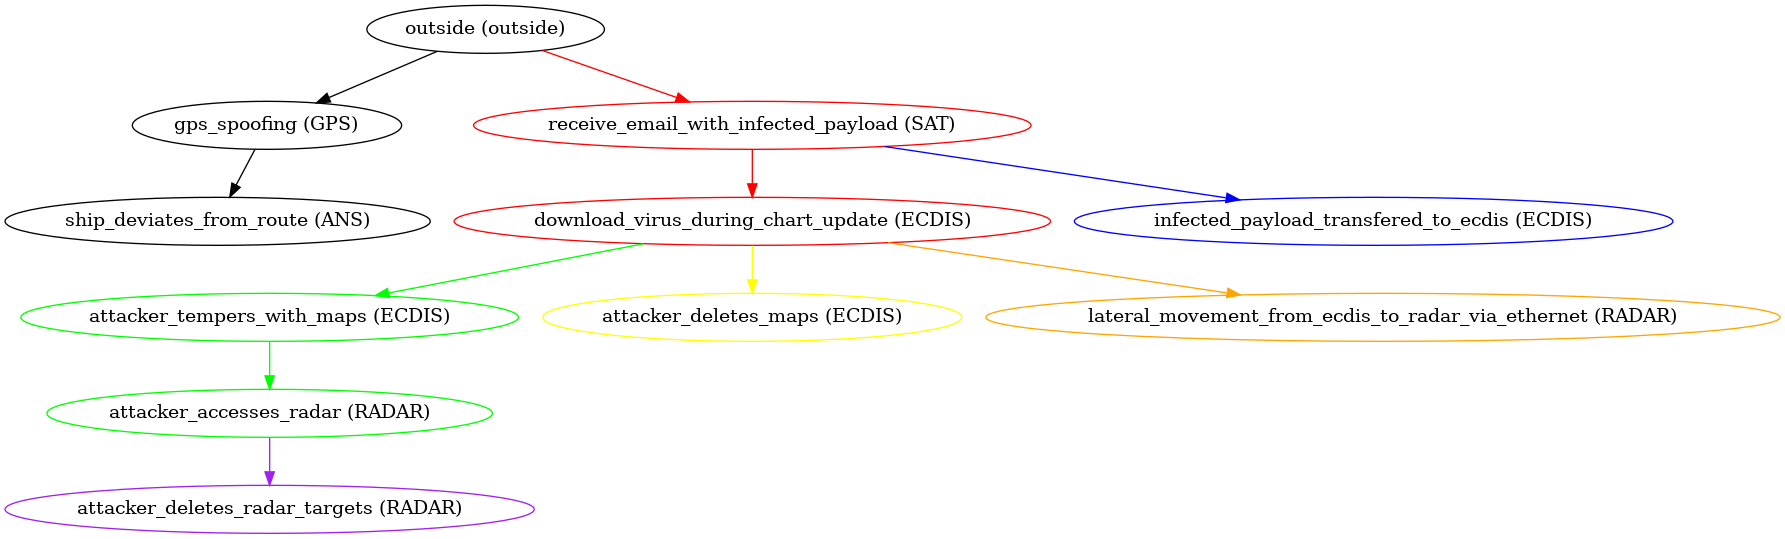 outside (outside)
gps_spoofing (GPS)
receive_email_with_infected_payload (SAT)
ship_deviates_from_route (ANS)
download_virus_during_chart_update (ECDIS)
infected_payload_transfered_to_ecdis (ECDIS)
attacker_tempers_with_maps (ECDIS)
attacker_deletes_maps (ECDIS)
lateral_movement_from_ecdis_to_radar_via_ethernet (RADAR)
attacker_accesses_radar (RADAR)
attacker_deletes_radar_targets (RADAR)